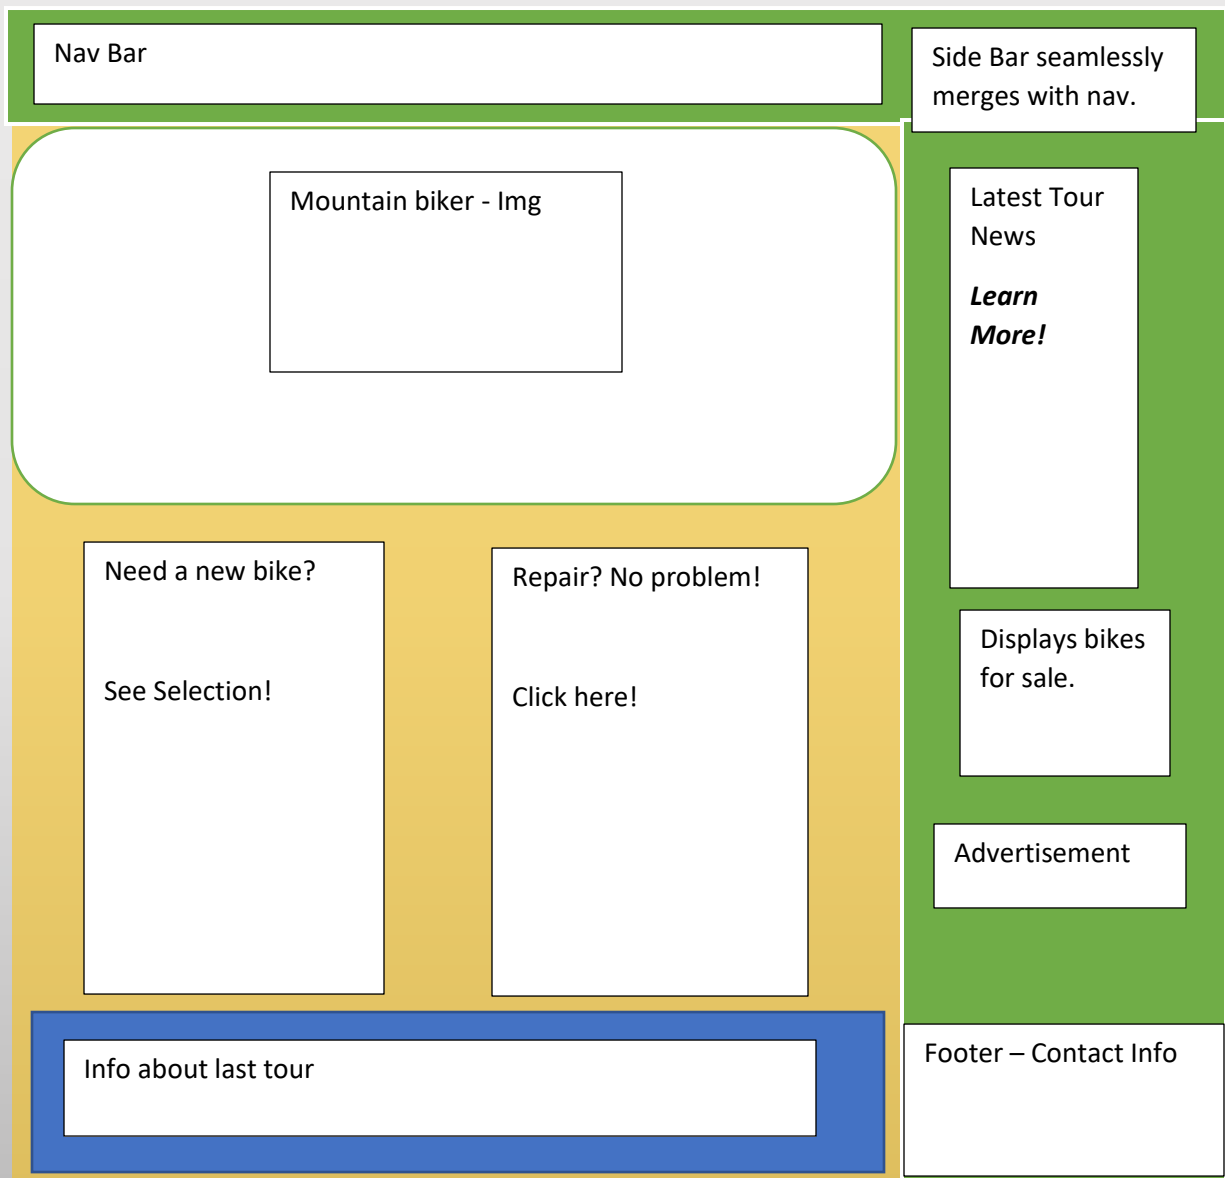 Nav Bar
Side Bar seamlessly
merges with nav.
Mountain biker - Img
Latest Tour
News
Learn
More!
Need a new bike?
See Selection!
Repair? No problem!
Click here!
Displays bikes
for sale.
Advertisement
Info about last tour
Footer – Contact Info